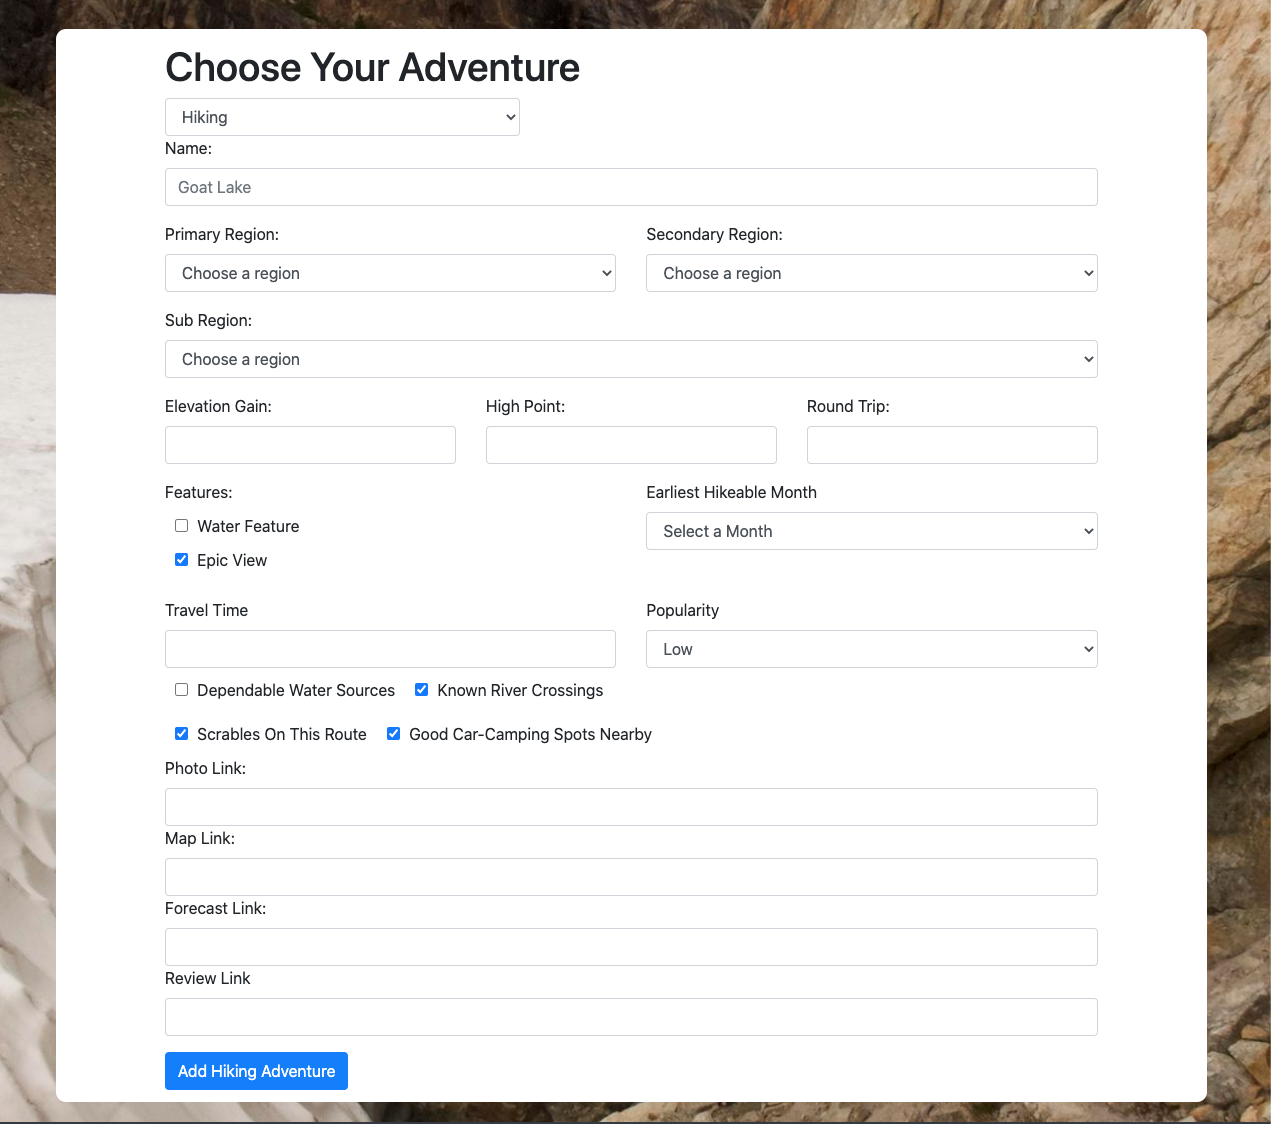 Choose Your Adventure
Hiking
Name:
Goat Lake
Primary Region: Secondary Region:
Choose a region Choose a region
Sub Region:
Choose a region
Elevation Gain: High Point: Round Trip:
Features: Earliest Hikeable Month
Water Feature Select a Month
Epic View
Travel Time Popularity
Low
Dependable Water Sources Known River Crossings
Scrables On This Route Good Car-Camping Spots Nearby
Photo Link:
Map Link:
Forecast Link:
Review Link
Add Hiking Adventure